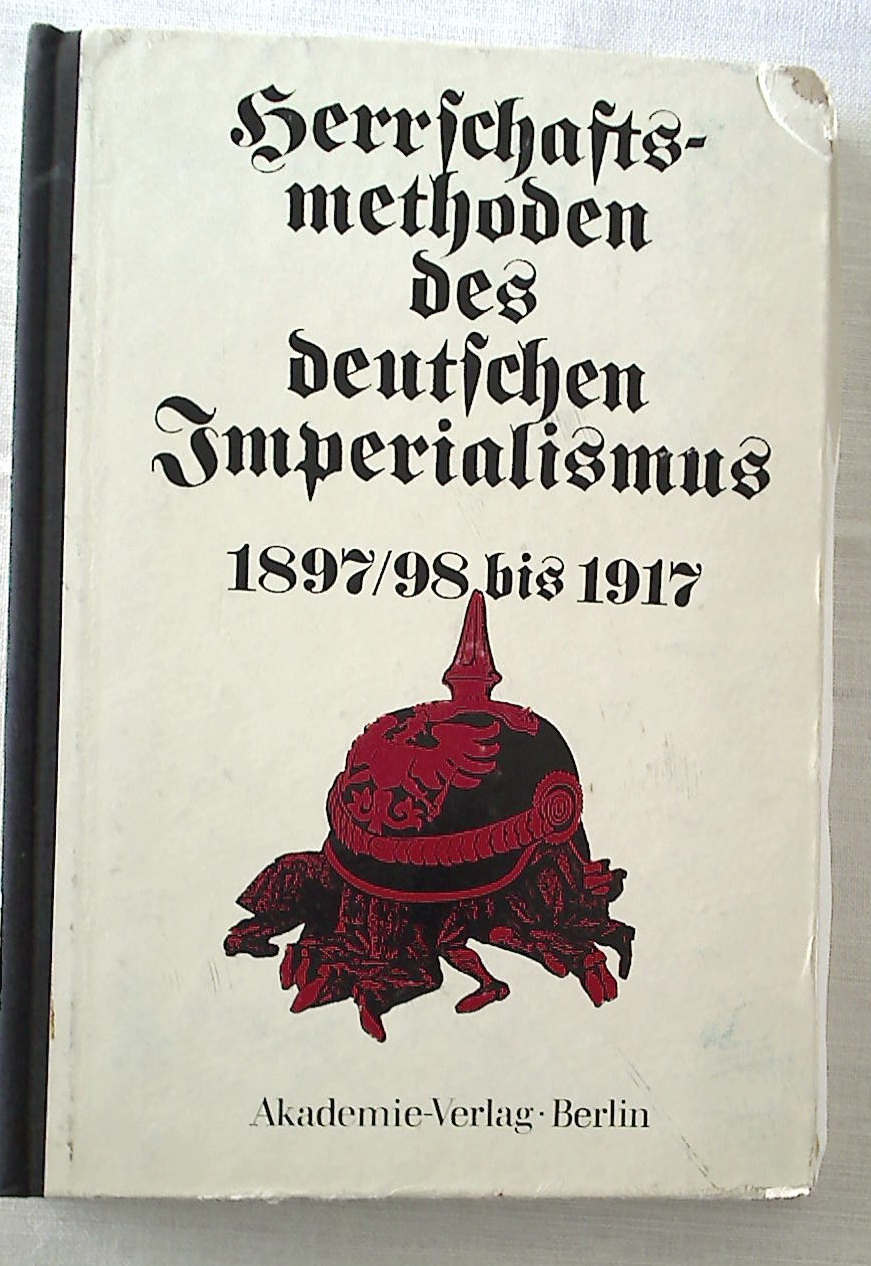 Herrſchafts-
methoden
des
deutſchen
Imperialismus
1897/98 bis 1917
Akademie-Verlag · Berlin